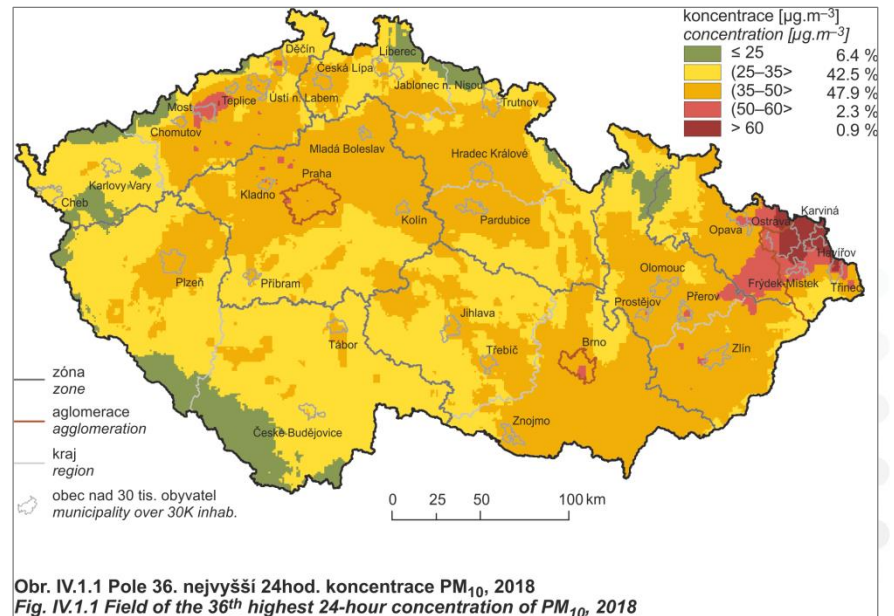 koncentrace [µg.m–3]
concentration [µg.m–3]
≤ 25 6.4 %
(25–35> 42.5 %
(35–50> 47.9 %
(50–60> 2.3 %
> 60 0.9 %
Děčín
Liberec
Česká Lípa
Teplice
Ústí n. Labem
Jablonec n. Nisou
Most
Trutnov
Chomutov
Mladá Boleslav
Hradec Králové
Karlovy Vary
Praha
Cheb
Kladno
Kolín
Pardubice
Karviná
Opava
Ostrava
Havířov
Plzeň
Příbram
Olomouc
Frýdek-Místek
Třinec
Prostějov
Přerov
Jihlava
Tábor
Třebíč
Brno
Zlín
Znojmo
České Budějovice
zóna
zone
aglomerace
agglomeration
kraj
region
obec nad 30 tis. obyvatel
municipality over 30K inhab.
0 25 50 100 km
Obr. IV.1.1 Pole 36. nejvyšší 24hod. koncentrace PM10, 2018
Fig. IV.1.1 Field of the 36th highest 24-hour concentration of PM10, 2018